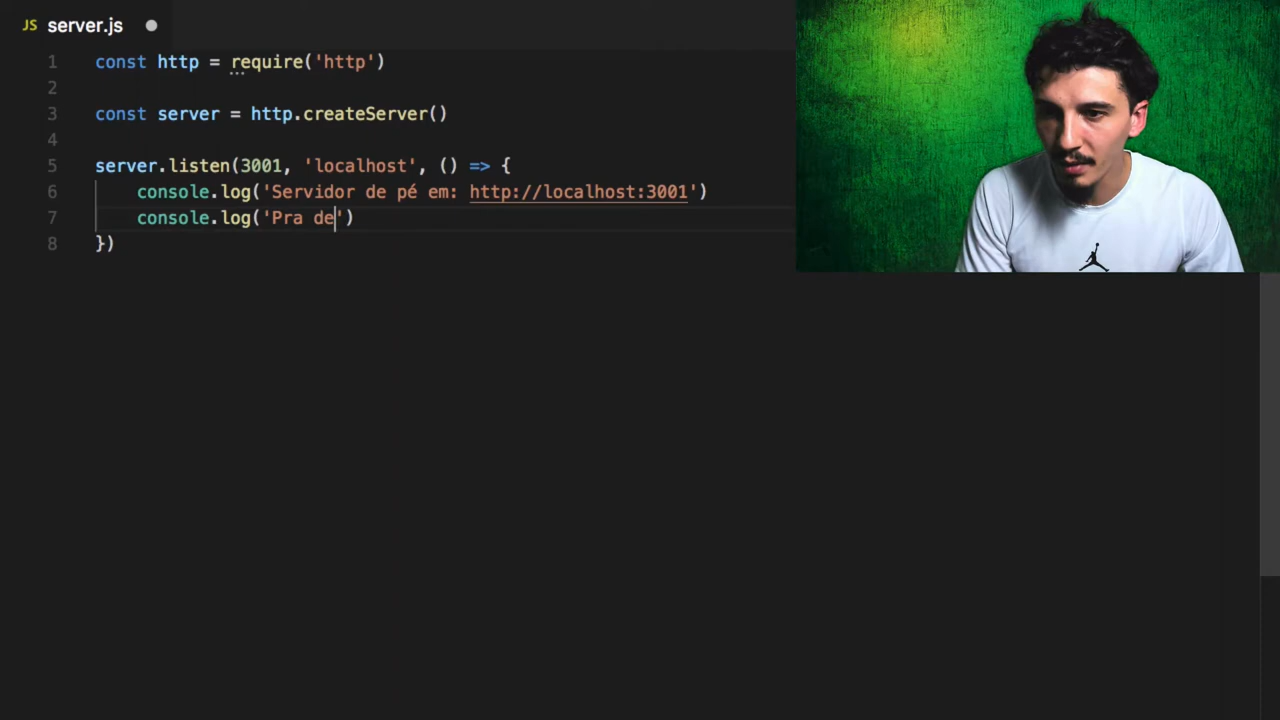 JS server.js
1 const http = require('http')
2
3 const server = http.createServer()
4
5 server.listen(3001, 'localhost', () => {
6 console.log('Servidor de pé em: http://localhost:3001')
7 console.log('Pra de')
8 })